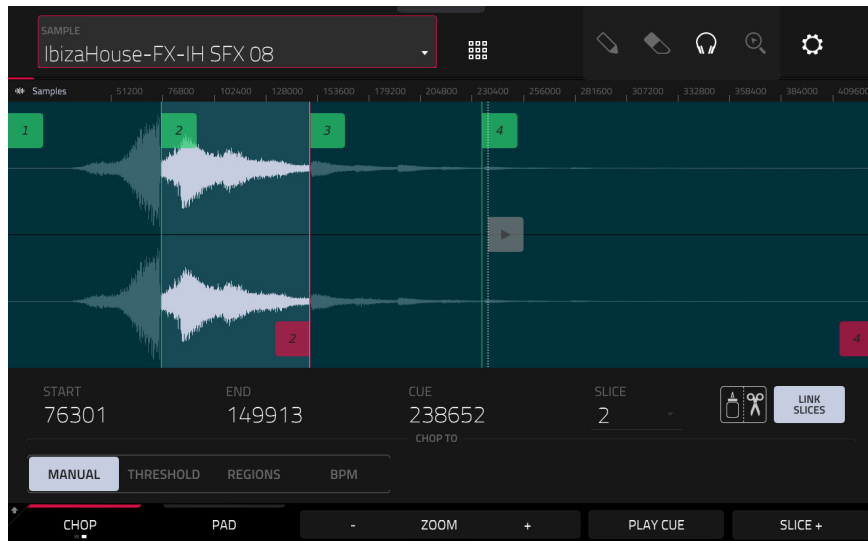 SAMPLE
IbizaHouse-FX-IH SFX 08
Samples 51200 76800 102400 128000 153600 179200 204800 230400 256000 281600 307200 332800 358400 384000 409600
1 2 3 4
2 4
START END CUE SLICE
76301 149913 238652 2 LINK SLICES
CHOP TO
MANUAL THRESHOLD REGIONS BPM
CHOP PAD - ZOOM + PLAY CUE SLICE +